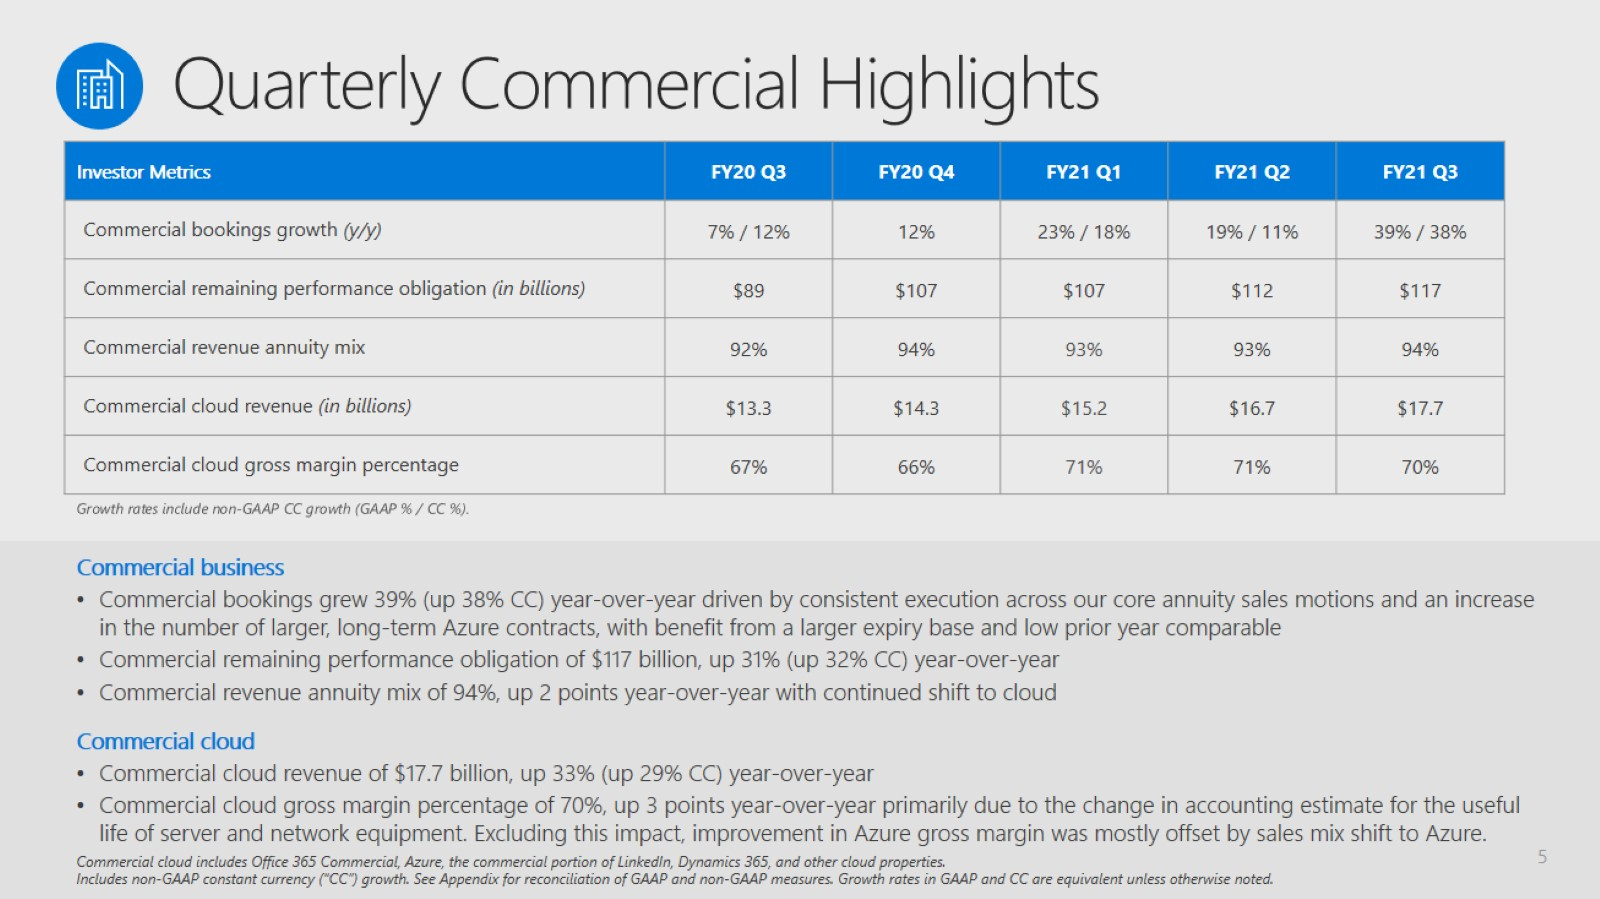 Quarterly Commercial Highlights
Investor Metrics FY20 Q3 FY20 Q4 FY21 Q1 FY21 Q2 FY21 Q3
Commercial bookings growth (y/y) 7% / 12% 12% 23% / 18% 19% / 11% 39% / 38%
Commercial remaining performance obligation (in billions) $89 $107 $107 $112 $117
Commercial revenue annuity mix 92% 94% 93% 93% 94%
Commercial cloud revenue (in billions) $13.3 $14.3 $15.2 $16.7 $17.7
Commercial cloud gross margin percentage 67% 66% 71% 71% 70%
Growth rates include non-GAAP CC growth (GAAP % / CC %).
Commercial business
• Commercial bookings grew 39% (up 38% CC) year-over-year driven by consistent execution across our core annuity sales motions and an increase
in the number of larger, long-term Azure contracts, with benefit from a larger expiry base and low prior year comparable
• Commercial remaining performance obligation of $117 billion, up 31% (up 32% CC) year-over-year
• Commercial revenue annuity mix of 94%, up 2 points year-over-year with continued shift to cloud
Commercial cloud
• Commercial cloud revenue of $17.7 billion, up 33% (up 29% CC) year-over-year
• Commercial cloud gross margin percentage of 70%, up 3 points year-over-year primarily due to the change in accounting estimate for the useful
life of server and network equipment. Excluding this impact, improvement in Azure gross margin was mostly offset by sales mix shift to Azure.
Commercial cloud includes Office 365 Commercial, Azure, the commercial portion of LinkedIn, Dynamics 365, and other cloud properties.
Includes non-GAAP constant currency ("CC") growth. See Appendix for reconciliation of GAAP and non-GAAP measures. Growth rates in GAAP and CC are equivalent unless otherwise noted.
5